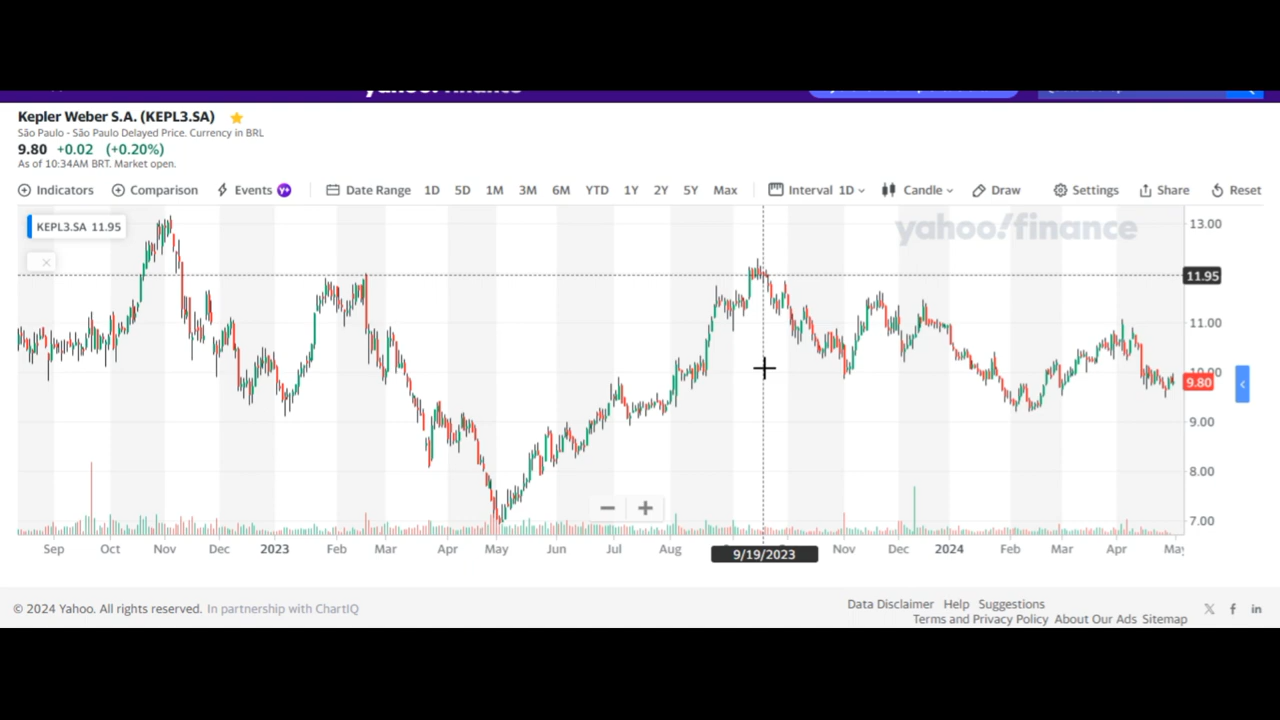 Kepler Weber S.A. (KEPL3.SA)
São Paulo - São Paulo Delayed Price. Currency in BRL
9.80 +0.02 (+0.20%)
As of 10:34AM BRT. Market open.
Indicators Comparison Events Y+ Date Range 1D 5D 1M 3M 6M YTD 1Y 2Y 5Y Max Interval 1D Candle Draw Settings Share Reset
KEPL3.SA 11.95
yahoo!finance
13.00
11.95
11.00
9.80
9.00
8.00
7.00
Sep Oct Nov Dec 2023 Feb Mar Apr May Jun Jul Aug 9/19/2023 Nov Dec 2024 Feb Mar Apr May
© 2024 Yahoo. All rights reserved. In partnership with ChartIQ
Data Disclaimer Help Suggestions
Terms and Privacy Policy About Our Ads Sitemap